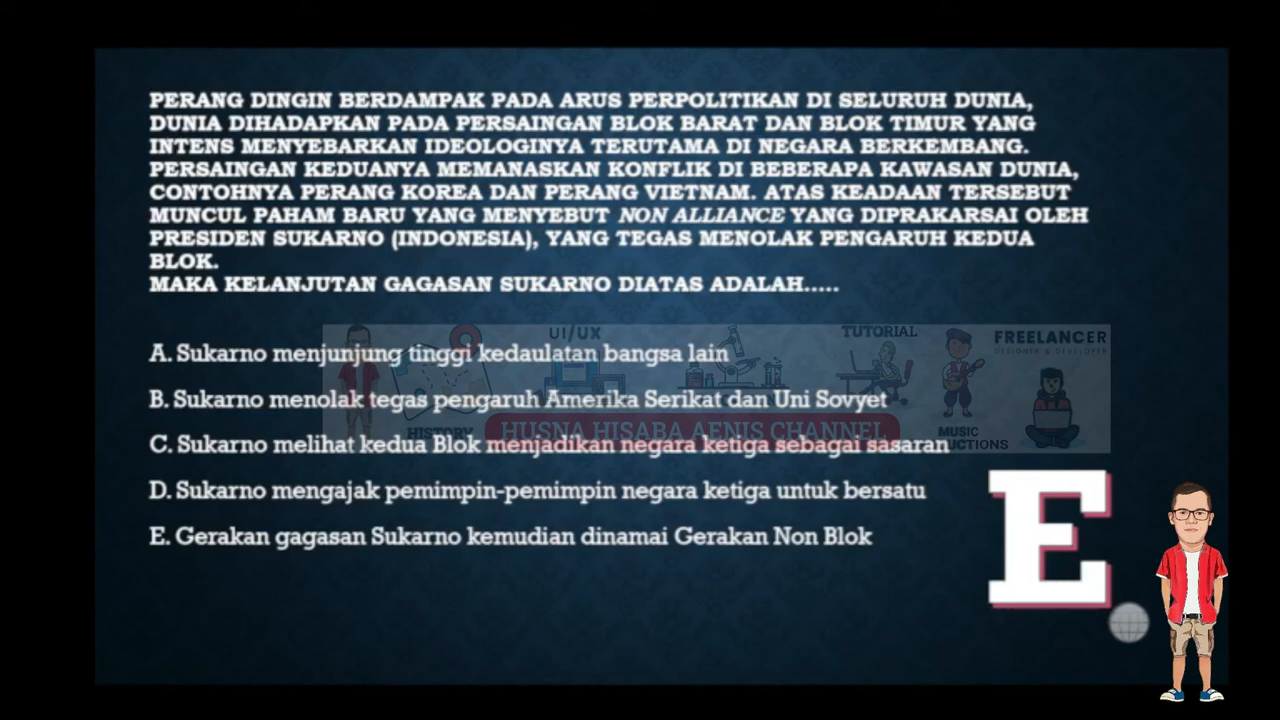 PERANG DINGIN BERDAMPAK PADA ARUS PERPOLITIKAN DI SELURUH DUNIA,
DUNIA DIHADAPKAN PADA PERSAINGAN BLOK BARAT DAN BLOK TIMUR YANG
INTENS MENYEBARKAN IDEOLOGINYA TERUTAMA DI NEGARA BERKEMBANG.
PERSAINGAN KEDUANYA MEMANASKAN KONFLIK DI BEBERAPA KAWASAN DUNIA,
CONTOHNYA PERANG KOREA DAN PERANG VIETNAM. ATAS KEADAAN TERSEBUT
MUNCUL PAHAM BARU YANG MENYEBUT NON ALLIANCE YANG DIPRAKARSAI OLEH
PRESIDEN SUKARNO (INDONESIA), YANG TEGAS MENOLAK PENGARUH KEDUA
BLOK.
MAKA KELANJUTAN GAGASAN SUKARNO DIATAS ADALAH.....
UI/UX
TUTORIAL
FREELANCER
DESIGNER & DEVELOPER
A. Sukarno menjunjung tinggi kedaulatan bangsa lain
B. Sukarno menolak tegas pengaruh Amerika Serikat dan Uni Sovyet
HISTORY
HUSNA HISABA AENIS CHANNEL
MUSIC
C. Sukarno melihat kedua Blok menjadikan negara ketiga sebagai sasaran
D. Sukarno mengajak pemimpin-pemimpin negara ketiga untuk bersatu
E. Gerakan gagasan Sukarno kemudian dinamai Gerakan Non Blok
E